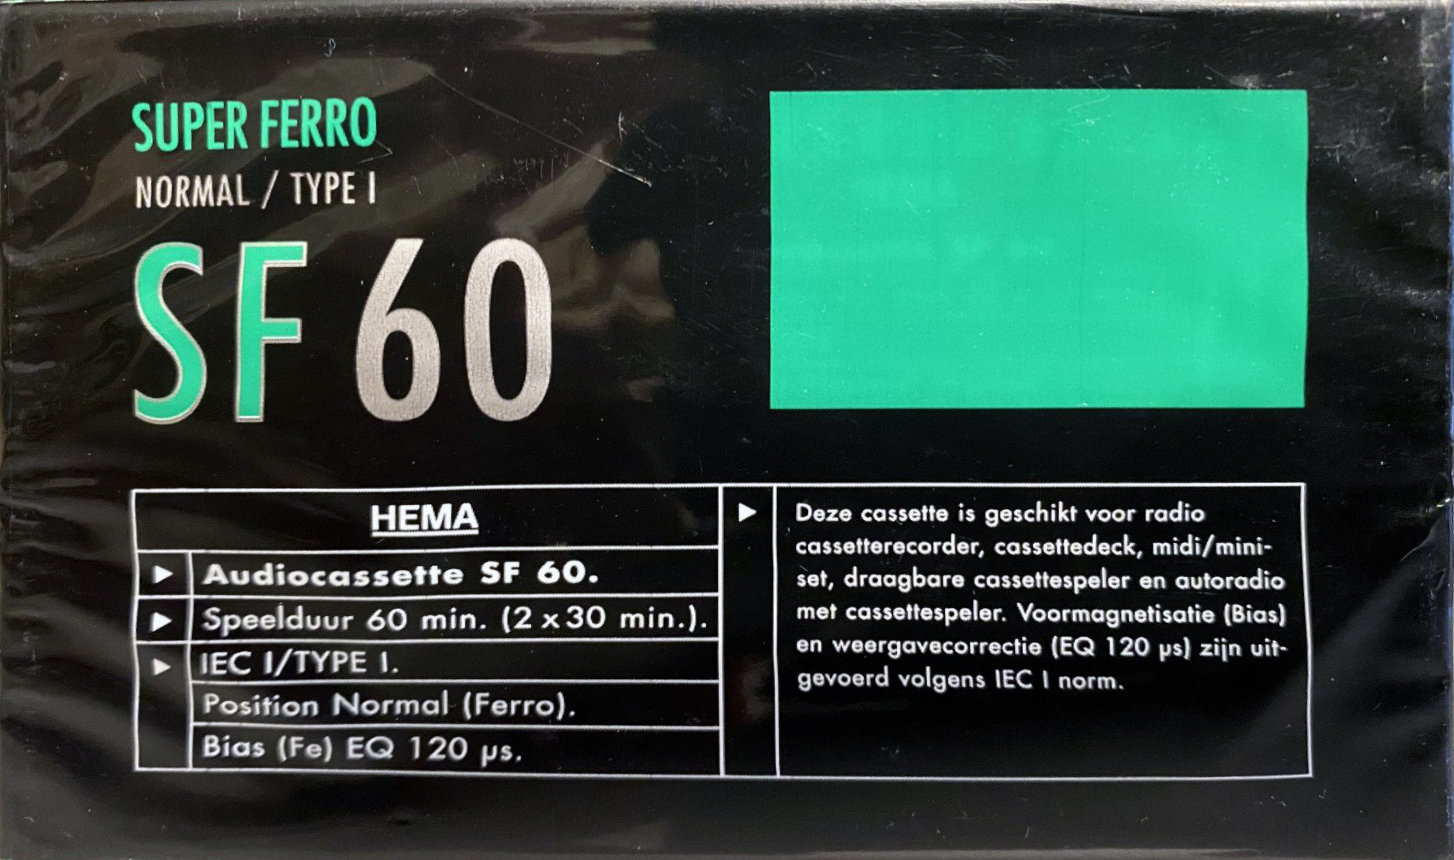 SUPER FERRO
NORMAL / TYPE I
SF 60
HEMA
Audiocassette SF 60.
Speelduur 60 min. (2 x 30 min.).
IEC I/TYPE I.
Position Normal (Ferro).
Bias (Fe) EQ 120 µs.
Deze cassette is geschikt voor radio
cassetterecorder, cassettedeck, midi/mini-
set, draagbare cassettespeler en autoradio
met cassettespeler. Voormagnetisatie (Bias)
en weergavecorrectie (EQ 120 µs) zijn uit-
gevoerd volgens IEC I norm.